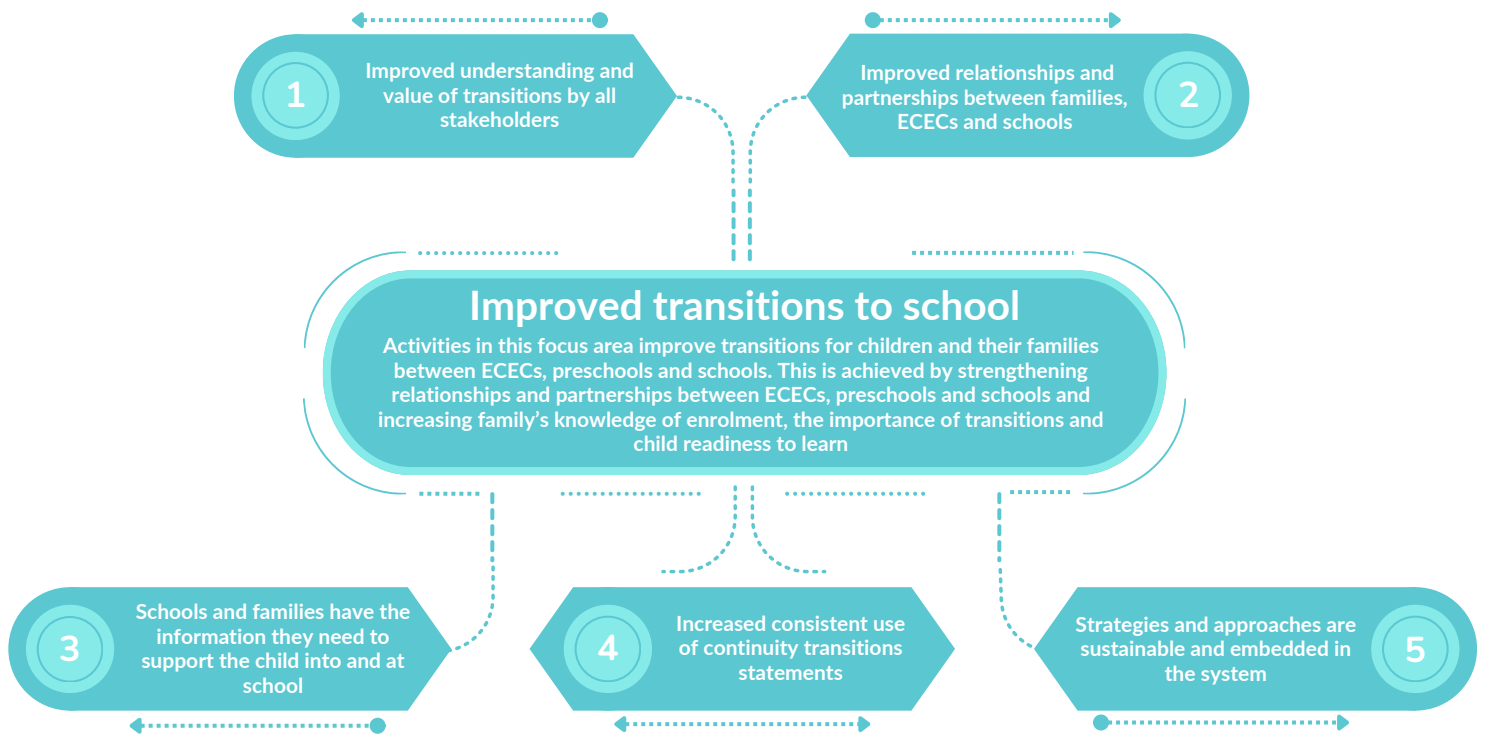 1
Improved understanding and
value of transitions by all
stakeholders
Improved relationships and
partnerships between families,
ECECs and schools
2
Improved transitions to school
Activities in this focus area improve transitions for children and their families
between ECECs, preschools and schools. This is achieved by strengthening
relationships and partnerships between ECECs, preschools and schools and
increasing family’s knowledge of enrolment, the importance of transitions and
child readiness to learn
3
Schools and families have the
information they need to
support the child into and at
school
4
Increased consistent use
of continuity transitions
statements
Strategies and approaches are
sustainable and embedded in
the system
5